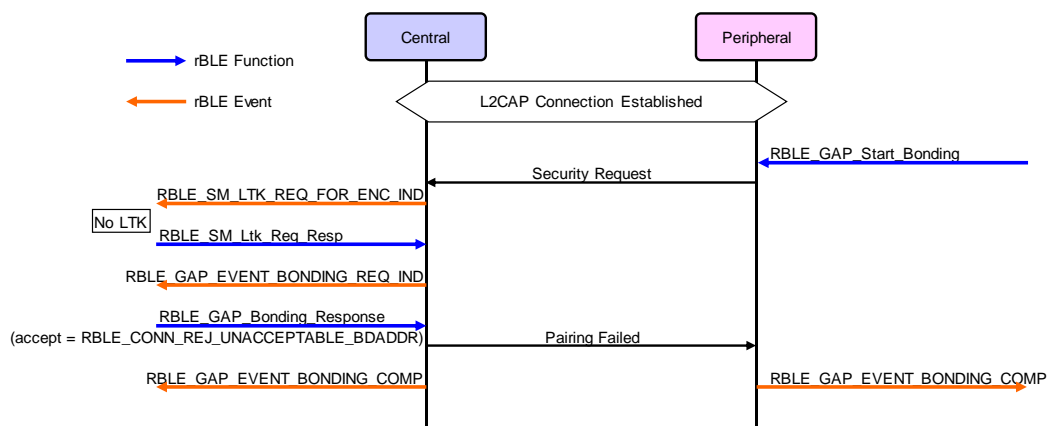 Central
Peripheral
rBLE Function
rBLE Event
L2CAP Connection Established
RBLE_GAP_Start_Bonding
Security Request
RBLE_SM_LTK_REQ_FOR_ENC_IND
No LTK
RBLE_SM_Ltk_Req_Resp
RBLE_GAP_EVENT_BONDING_REQ_IND
RBLE_GAP_Bonding_Response
(accept = RBLE_CONN_REJ_UNACCEPTABLE_BDADDR)
Pairing Failed
RBLE_GAP_EVENT_BONDING_COMP
RBLE_GAP_EVENT_BONDING_COMP